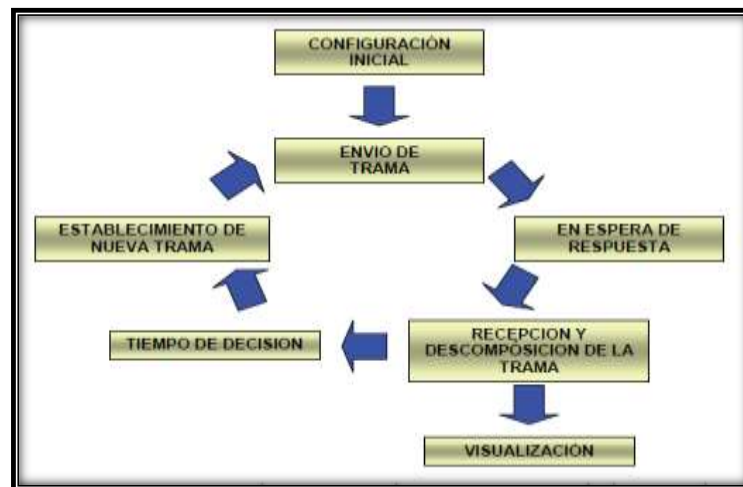 CONFIGURACIÓN
INICIAL
ENVIO DE
TRAMA
ESTABLECIMIENTO DE
NUEVA TRAMA
EN ESPERA DE
RESPUESTA
TIEMPO DE DECISION
RECEPCION Y
DESCOMPOSICION DE LA
TRAMA
VISUALIZACIÓN